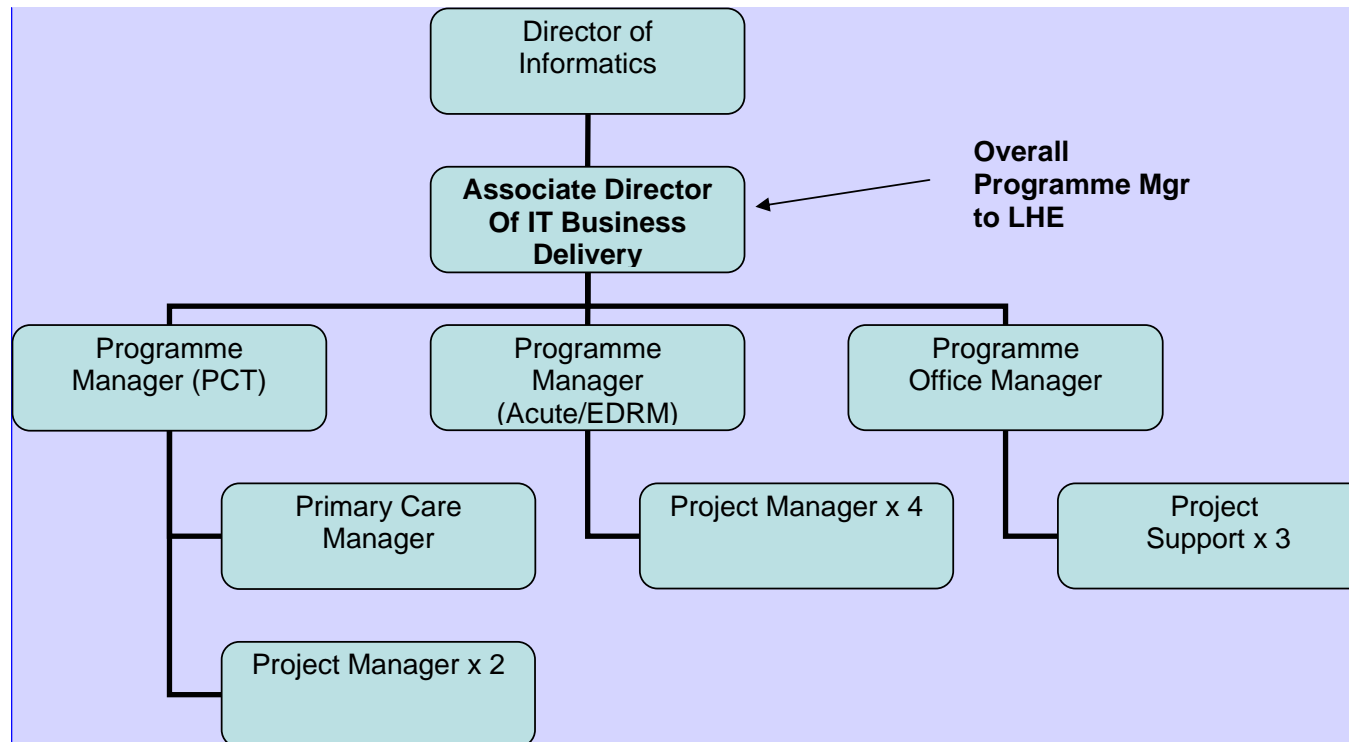 Director of
Informatics
Associate Director
Of IT Business
Delivery
Overall
Programme Mgr
to LHE
Programme
Manager (PCT)
Programme
Manager
(Acute/EDRM)
Programme
Office Manager
Primary Care
Manager
Project Manager x 4
Project
Support x 3
Project Manager x 2